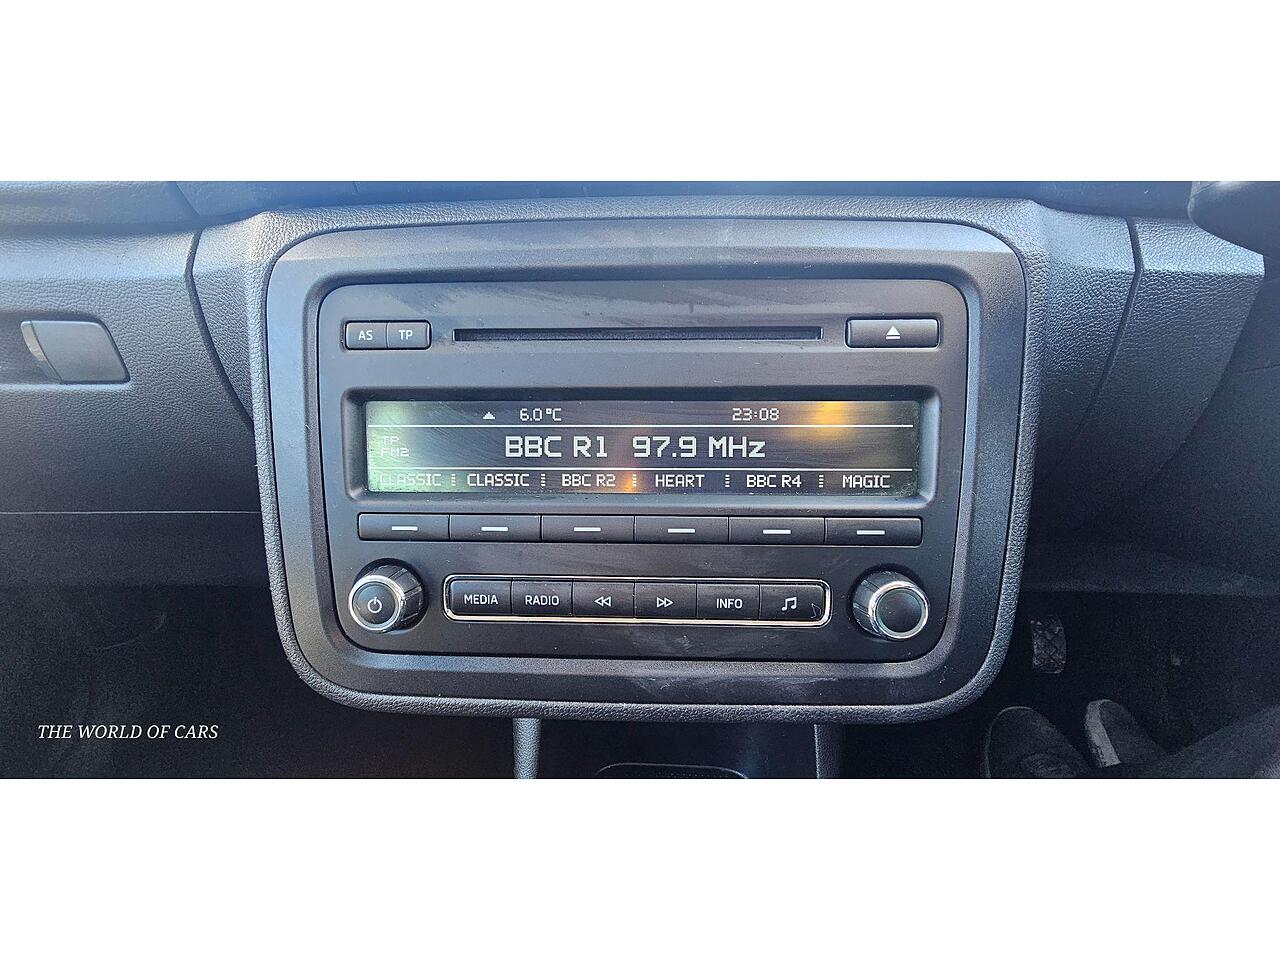 AS TP
6.0°C 23:08
TP
BBC R1 97.9 MHz
FM2
CLASSIC CLASSIC BBC R2 HEART BBC R4 MAGIC
MEDIA RADIO INFO
THE WORLD OF CARS